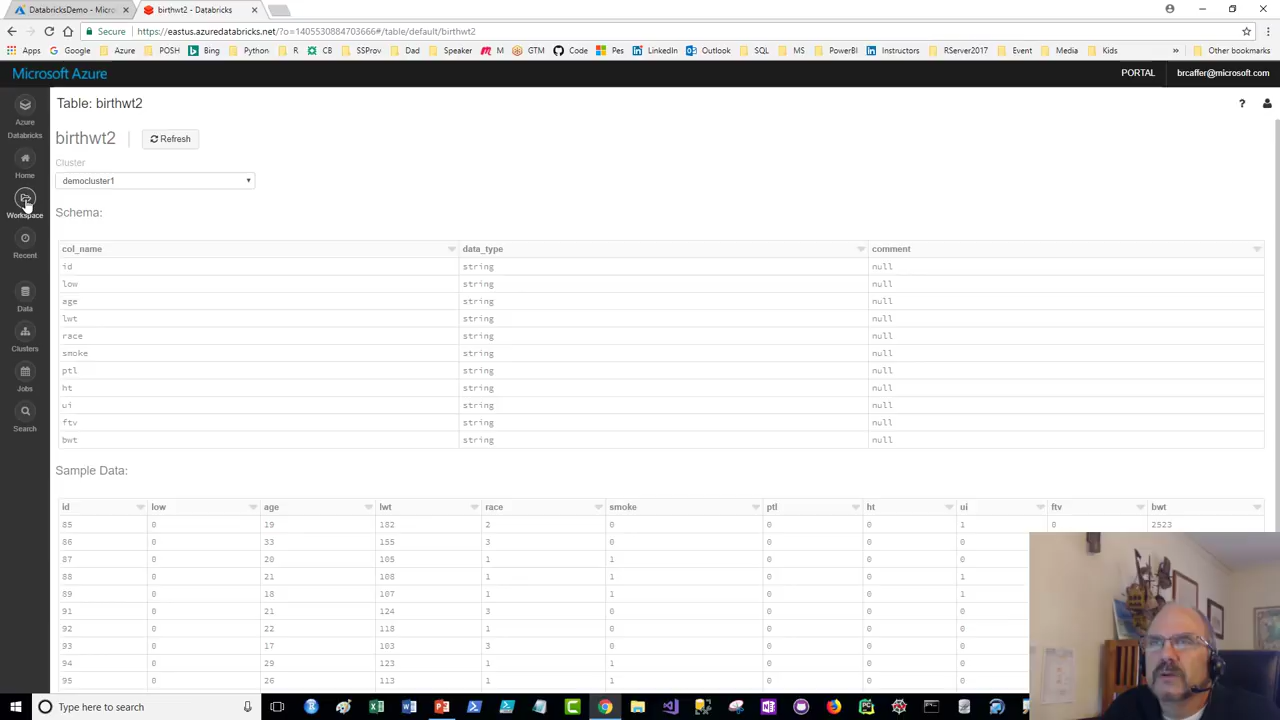 DatabricksDemo - Micro
birthwt2 - Databricks
Secure https://eastus.azuredatabricks.net/?o=1405530884703666#/table/default/birthwt2
Apps Google Azure POSH Bing Python R CB SSProv Dad Speaker M GTM Code Pes LinkedIn Outlook SQL MS PowerBI Instructors RServer2017 Event Media Kids » Other bookmarks
Microsoft Azure PORTAL brcaffer@microsoft.com
Azure Databricks
Home
Workspace
Recent
Data
Clusters
Jobs
Search
Table: birthwt2 ?
birthwt2 Refresh
Cluster
democluster1
Schema:
col_name data_type comment
id string null
low string null
age string null
lwt string null
race string null
smoke string null
ptl string null
ht string null
ui string null
ftv string null
bwt string null
Sample Data:
id low age lwt race smoke ptl ht ui ftv bwt
85 0 19 182 2 0 0 0 1 0 2523
86 0 33 155 3 0 0 0 0
87 0 20 105 1 1 0 0 0
88 0 21 108 1 1 0 0 1
89 0 18 107 1 1 0 0 1
91 0 21 124 3 0 0 0 0
92 0 22 118 1 0 0 0 0
93 0 17 103 3 0 0 0 0
94 0 29 123 1 1 0 0 0
95 0 26 113 1 1 0 0 0
Type here to search